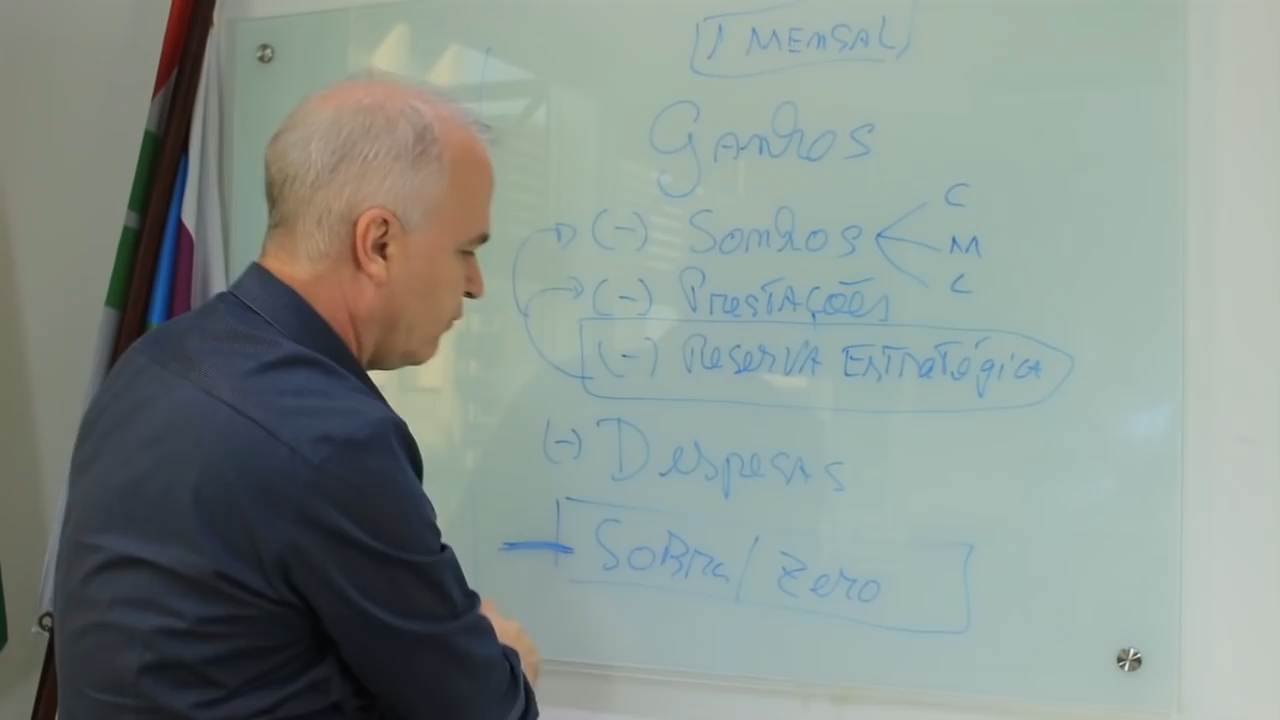 1 MENSAL
Ganhos
(-) Sonhos
C
M
L
(-) Prestações
(-) Reserva Estratégica
(-) Despesas
Sobra / Zero